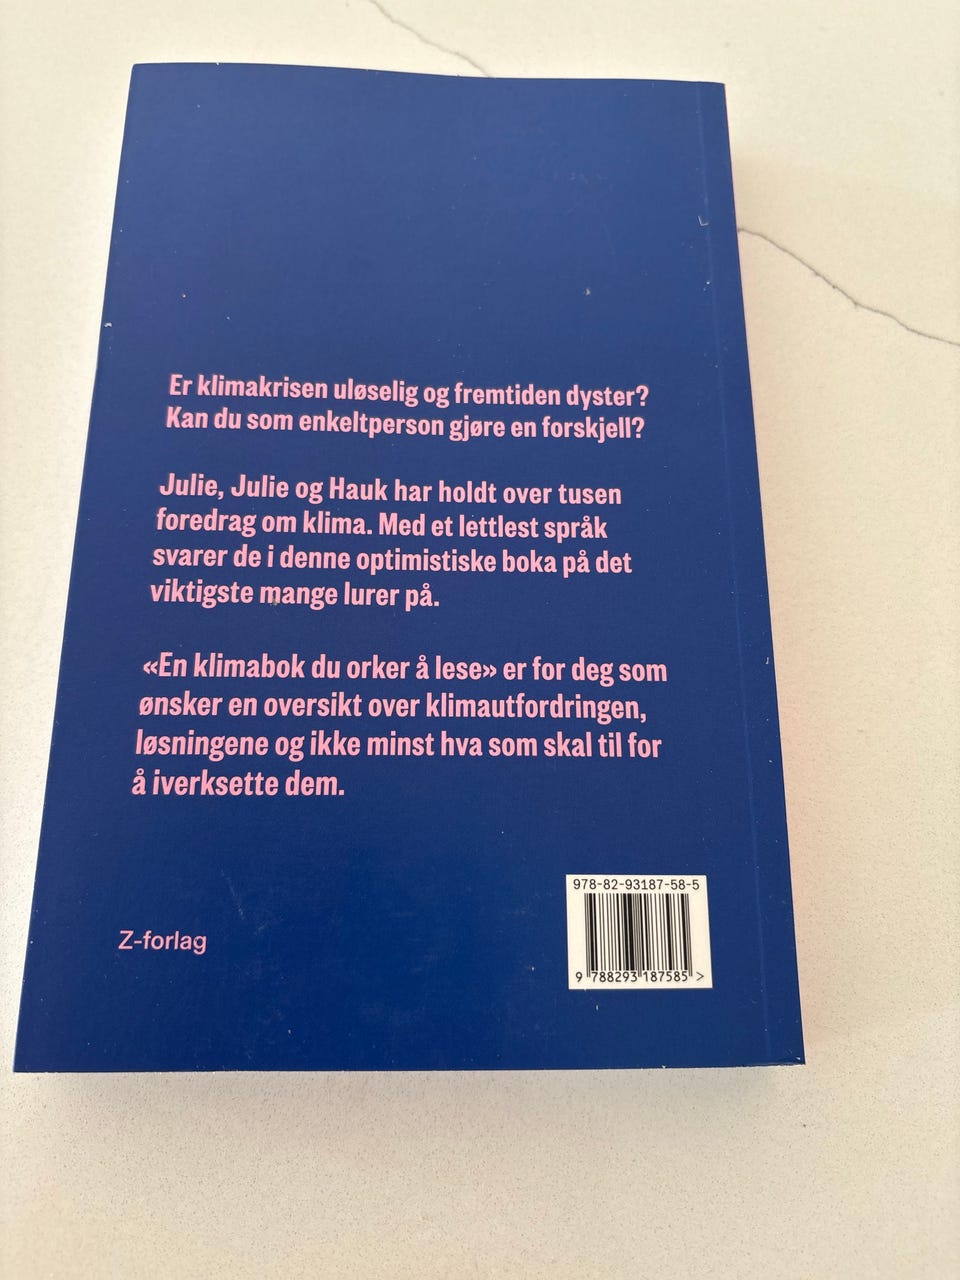 Er klimakrisen uløselig og fremtiden dyster?
Kan du som enkeltperson gjøre en forskjell?
Julie, Julie og Hauk har holdt over tusen
foredrag om klima. Med et lettlest språk
svarer de i denne optimistiske boka på det
viktigste mange lurer på.
«En klimabok du orker å lese» er for deg som
ønsker en oversikt over klimautfordringen,
løsningene og ikke minst hva som skal til for
å iverksette dem.
Z-forlag
978-82-93187-58-5
9 788293 187585 >